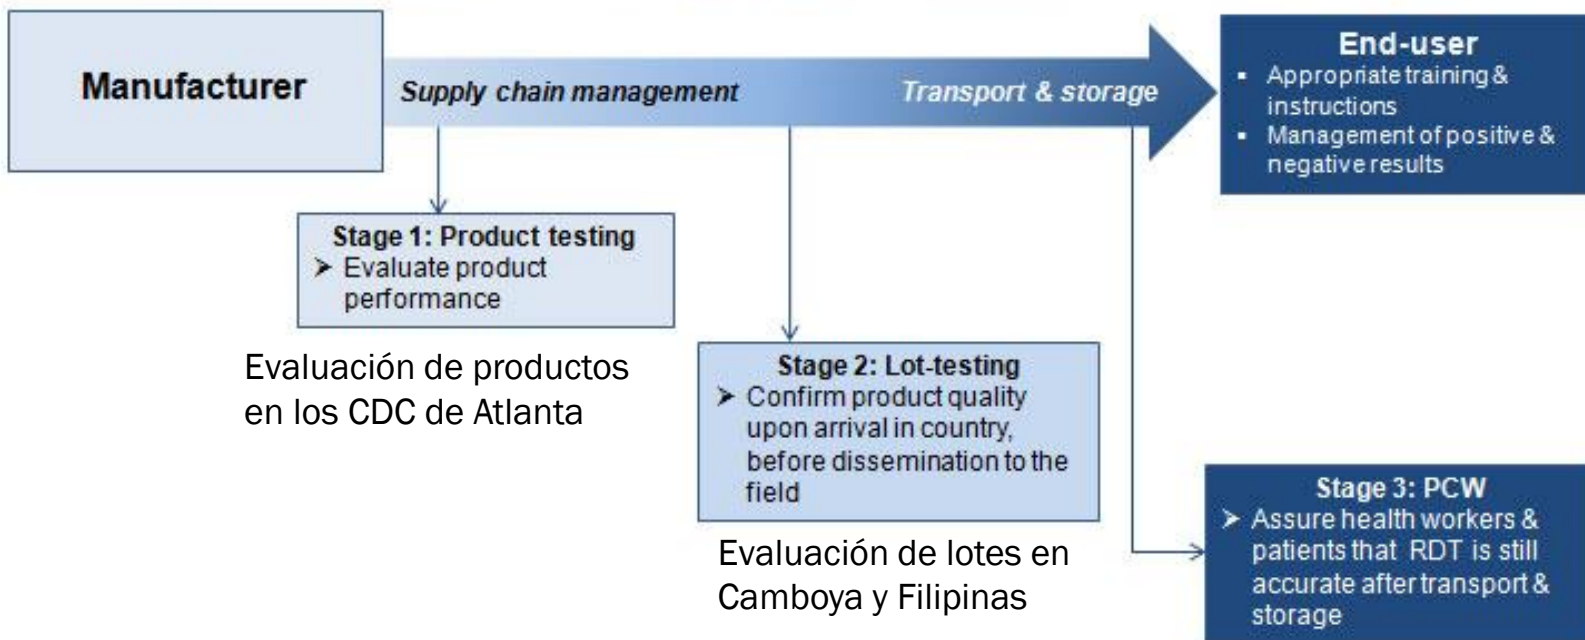 Manufacturer
Supply chain management
Transport & storage
End-user
▪ Appropriate training &
instructions
▪ Management of positive &
negative results
Stage 1: Product testing
➤ Evaluate product
performance
Evaluación de productos
en los CDC de Atlanta
Stage 2: Lot-testing
➤ Confirm product quality
upon arrival in country,
before dissemination to the
field
Evaluación de lotes en
Camboya y Filipinas
Stage 3: PCW
➤ Assure health workers &
patients that RDT is still
accurate after transport &
storage